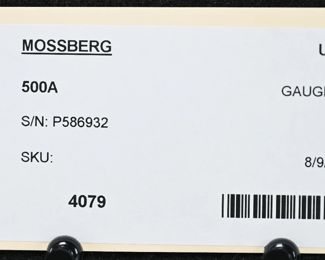 MOSSBERG U
500A
GAUG
S/N: P586932
SKU:
8/9/
4079